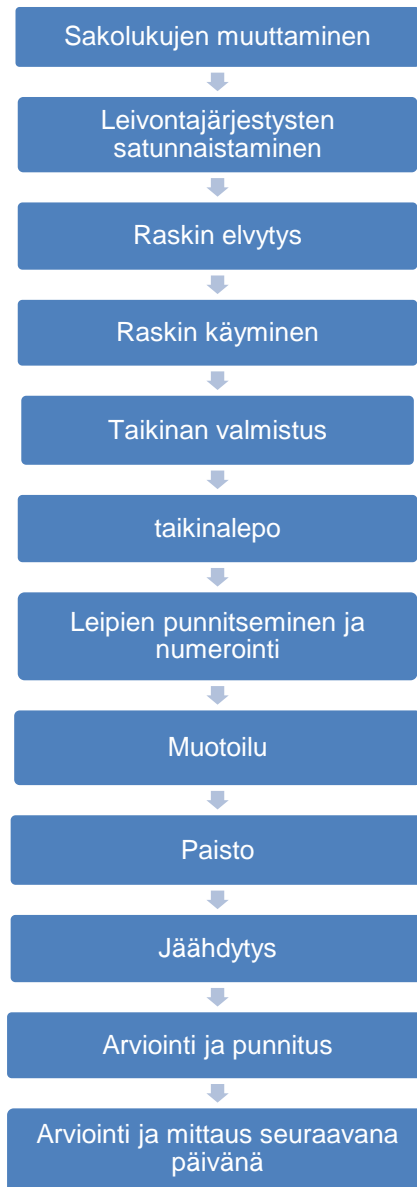 Sakolukujen muuttaminen
Leivontajärjestysten
satunnaistaminen
Raskin elvytys
Raskin käyminen
Taikinan valmistus
taikinalepo
Leipien punnitseminen ja
numerointi
Muotoilu
Paisto
Jäähdytys
Arviointi ja punnitus
Arviointi ja mittaus seuraavana
päivänä